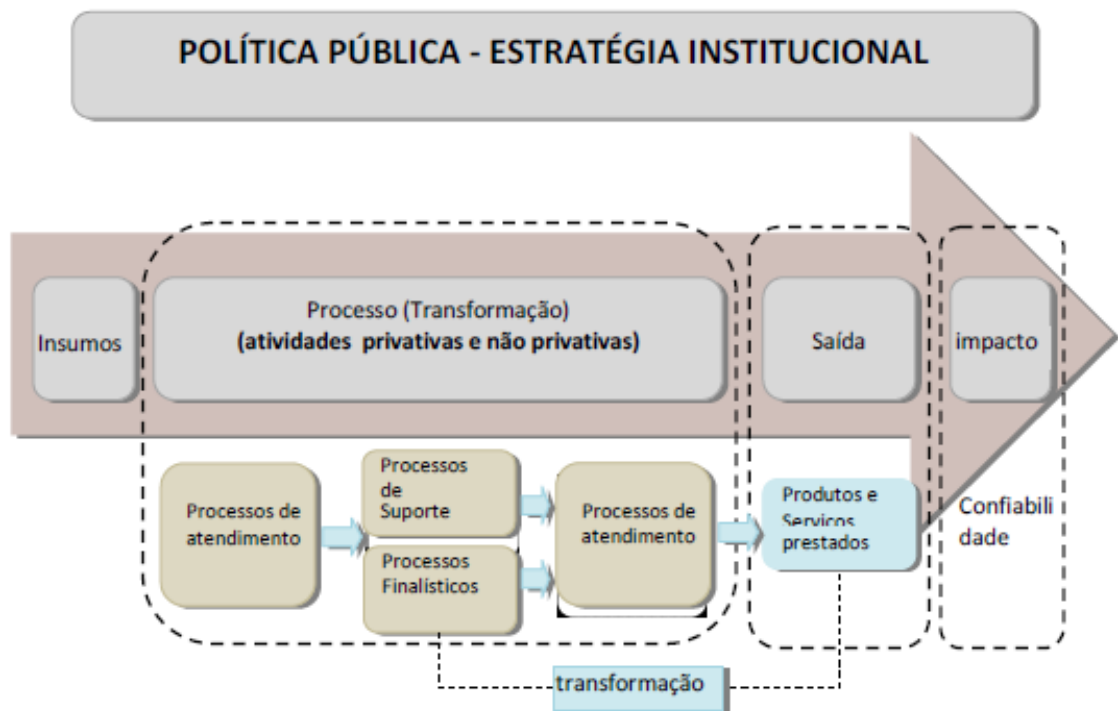 POLÍTICA PÚBLICA - ESTRATÉGIA INSTITUCIONAL
Insumos
Processo (Transformação)
(atividades privativas e não privativas)
Saída
impacto
Processos de
atendimento
Processos
de
Suporte
Processos
Finalísticos
Processos de
atendimento
Produtos e
Serviços
prestados
Confiabili
dade
transformação